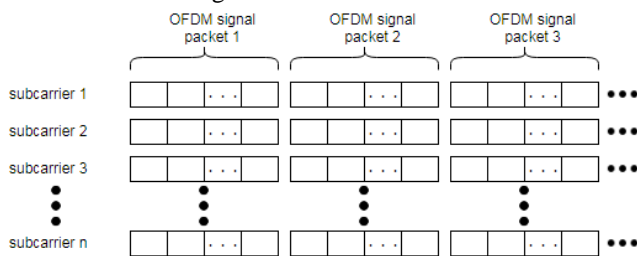 OFDM signal packet 1
OFDM signal packet 2
OFDM signal packet 3
subcarrier 1
. . .
. . .
. . .
subcarrier 2
. . .
. . .
. . .
subcarrier 3
. . .
. . .
. . .
subcarrier n
. . .
. . .
. . .